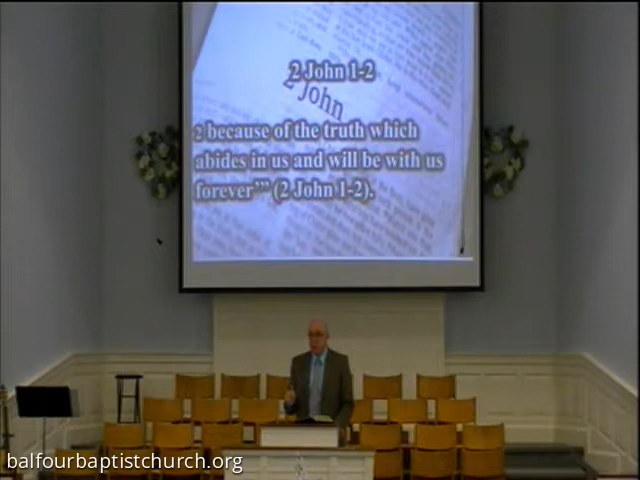 2 John 1-2
2 John
2 because of the truth which
abides in us and will be with us
forever’” (2 John 1-2).
balfourbaptistchurch.org